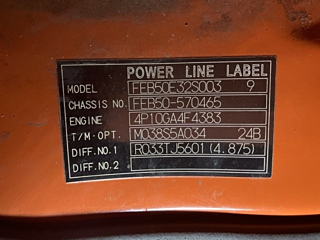 POWER LINE LABEL
MODEL FEB50E32S003 9
CHASSIS NO. FEB50-570465
ENGINE 4P10GA4F4383
T/M·OPT M038S5A034 24B
DIFF.NO.1 R033TJ5601(4.875)
DIFF.NO.2